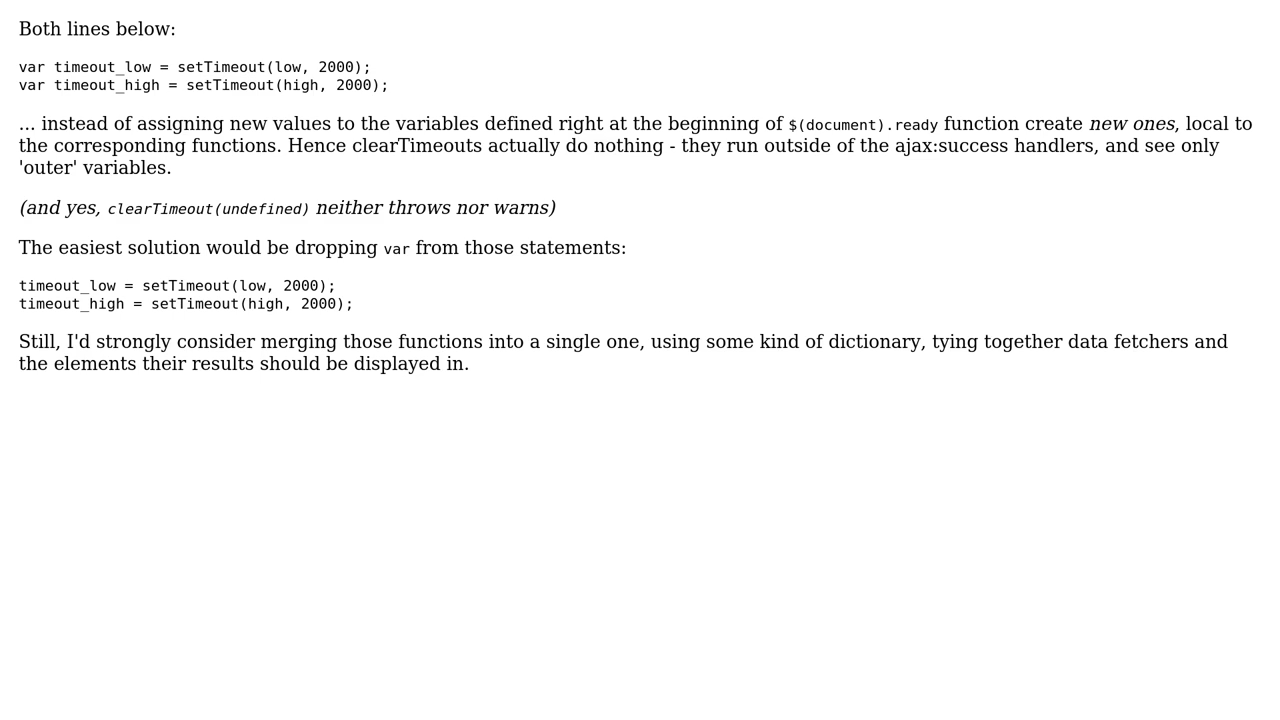 Both lines below:
var timeout_low = setTimeout(low, 2000);
var timeout_high = setTimeout(high, 2000);
... instead of assigning new values to the variables defined right at the beginning of $(document).ready function create new ones, local to
the corresponding functions. Hence clearTimeouts actually do nothing - they run outside of the ajax:success handlers, and see only
'outer' variables.
(and yes, clearTimeout(undefined) neither throws nor warns)
The easiest solution would be dropping var from those statements:
timeout_low = setTimeout(low, 2000);
timeout_high = setTimeout(high, 2000);
Still, I'd strongly consider merging those functions into a single one, using some kind of dictionary, tying together data fetchers and
the elements their results should be displayed in.